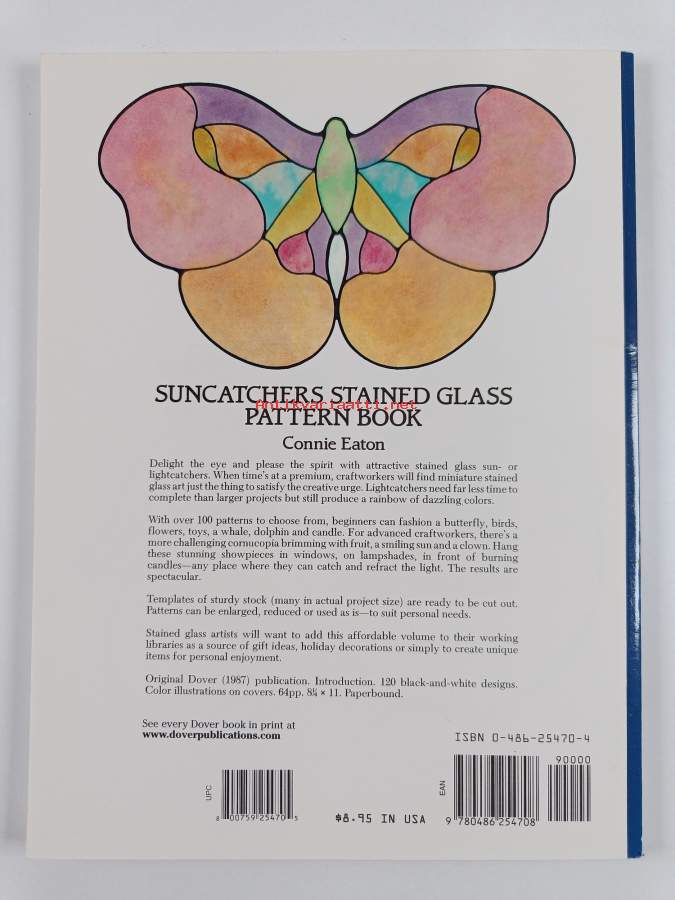 SUNCATCHERS STAINED GLASS
Antikvariaatti.net
PATTERN BOOK
Connie Eaton
Delight the eye and please the spirit with attractive stained glass sun- or
lightcatchers. When time's at a premium, craftworkers will find miniature stained
glass art just the thing to satisfy the creative urge. Lightcatchers need far less time to
complete than larger projects but still produce a rainbow of dazzling colors.
With over 100 patterns to choose from, beginners can fashion a butterfly, birds,
flowers, toys, a whale, dolphin and candle. For advanced craftworkers, there's a
more challenging cornucopia brimming with fruit, a smiling sun and a clown. Hang
these stunning showpieces in windows, on lampshades, in front of burning
candles—any place where they can catch and refract the light. The results are
spectacular.
Templates of sturdy stock (many in actual project size) are ready to be cut out.
Patterns can be enlarged, reduced or used as is—to suit personal needs.
Stained glass artists will want to add this affordable volume to their working
libraries as a source of gift ideas, holiday decorations or simply to create unique
items for personal enjoyment.
Original Dover (1987) publication. Introduction. 120 black-and-white designs.
Color illustrations on covers. 64pp. 8¼ × 11. Paperbound.
See every Dover book in print at
www.doverpublications.com
ISBN 0-486-25470-4
90000
UPC
8 00759 25470 5
$8.95 IN USA
EAN
9 780486 254708